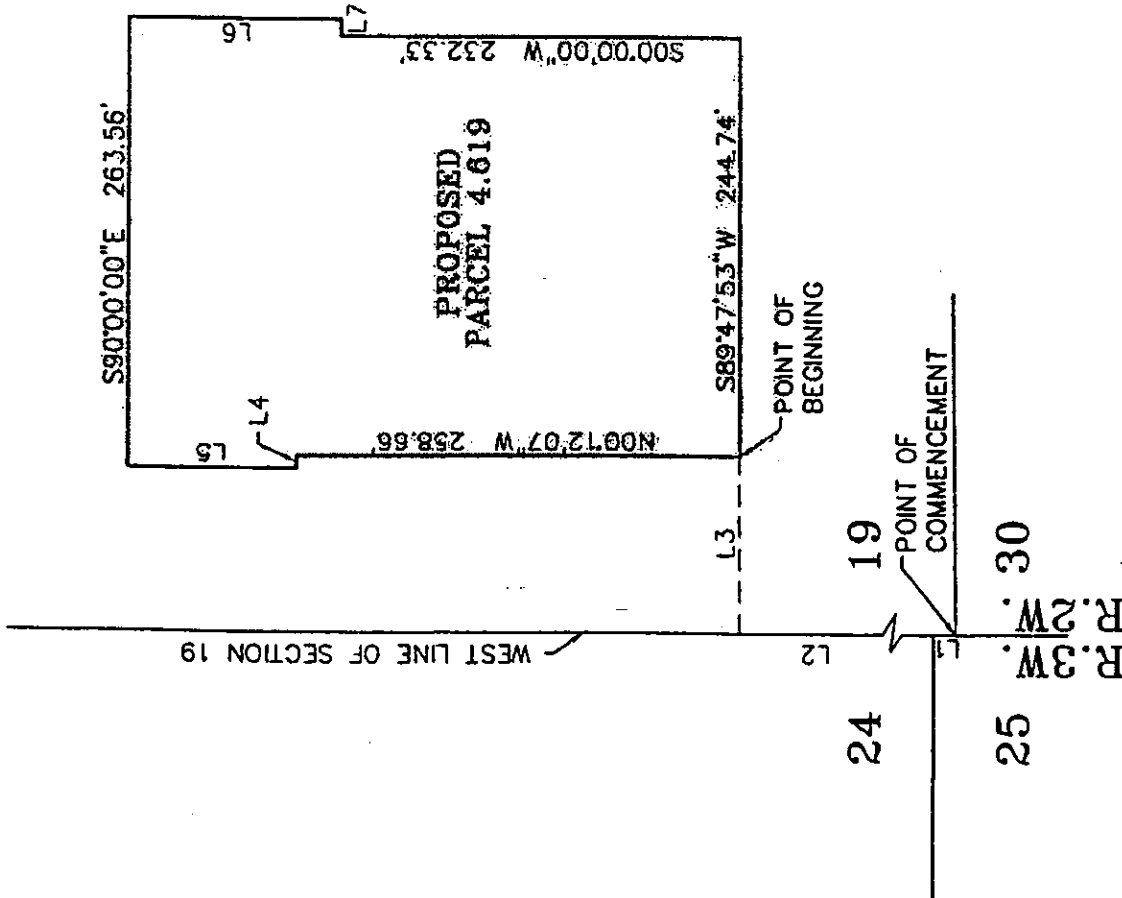 S90°00'00"E 263.56'
L6
L7
S00°00'00"W 232.33'
PROPOSED
PARCEL 4.619
L4
L5
N00°12'07"W 258.66'
S89°47'53"W 244.74'
POINT OF
BEGINNING
L3
WEST LINE OF SECTION 19
L2
19
POINT OF
COMMENCEMENT
24
L1
30
25
R.2W.
R.3W.